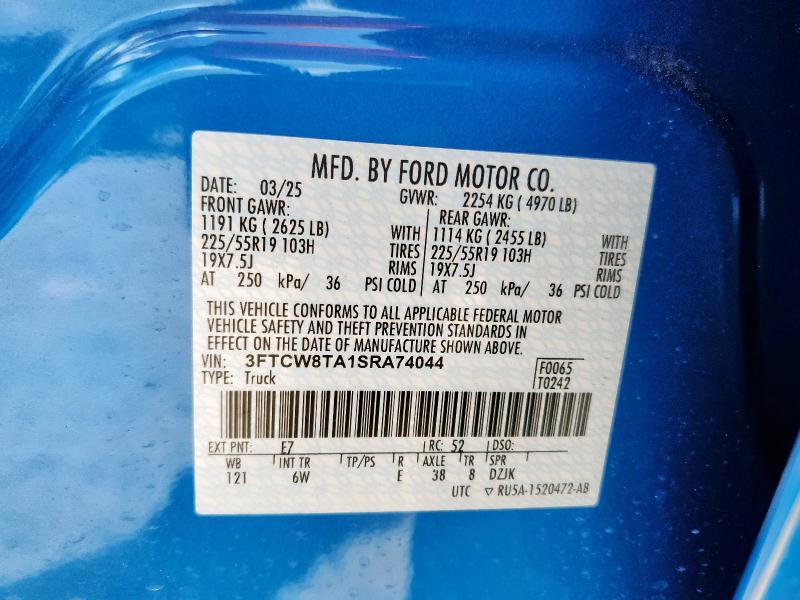 MFD. BY FORD MOTOR CO.
DATE: 03/25 GVWR: 2254 KG ( 4970 LB)
FRONT GAWR: REAR GAWR:
1191 KG ( 2625 LB) WITH 1114 KG ( 2455 LB) WITH
225/55R19 103H TIRES 225/55R19 103H TIRES
19X7.5J RIMS 19X7.5J RIMS
AT 250 kPa/ 36 PSI COLD AT 250 kPa/ 36 PSI COLD
THIS VEHICLE CONFORMS TO ALL APPLICABLE FEDERAL MOTOR
VEHICLE SAFETY AND THEFT PREVENTION STANDARDS IN
EFFECT ON THE DATE OF MANUFACTURE SHOWN ABOVE.
VIN: 3FTCW8TA1SRA74044 F0065
TYPE: Truck T0242
EXT PNT: E7 RC: 52 DSO:
WB INT TR TP/PS R AXLE TR SPR
121 6W E 38 8 DZJK
UTC ▽ RU5A-1520472-AB